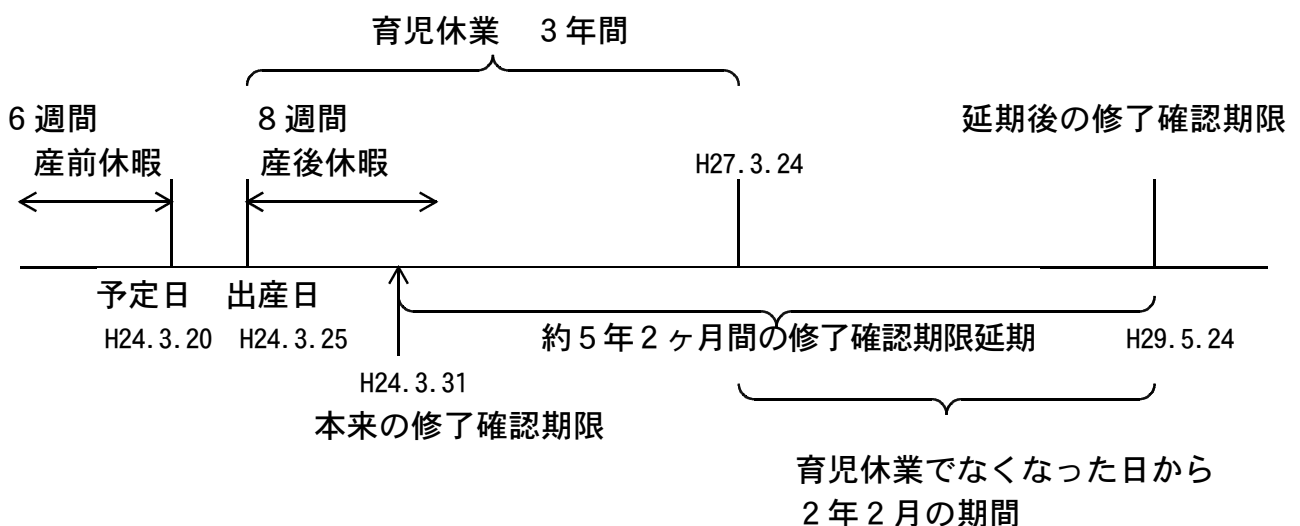 育児休業　3年間
6週間
産前休暇
8週間
産後休暇
延期後の修了確認期限
H27.3.24
予定日
出産日
H24.3.20
H24.3.25
約5年2ヶ月間の修了確認期限延期
H29.5.24
H24.3.31
本来の修了確認期限
育児休業でなくなった日から
2年2月の期間